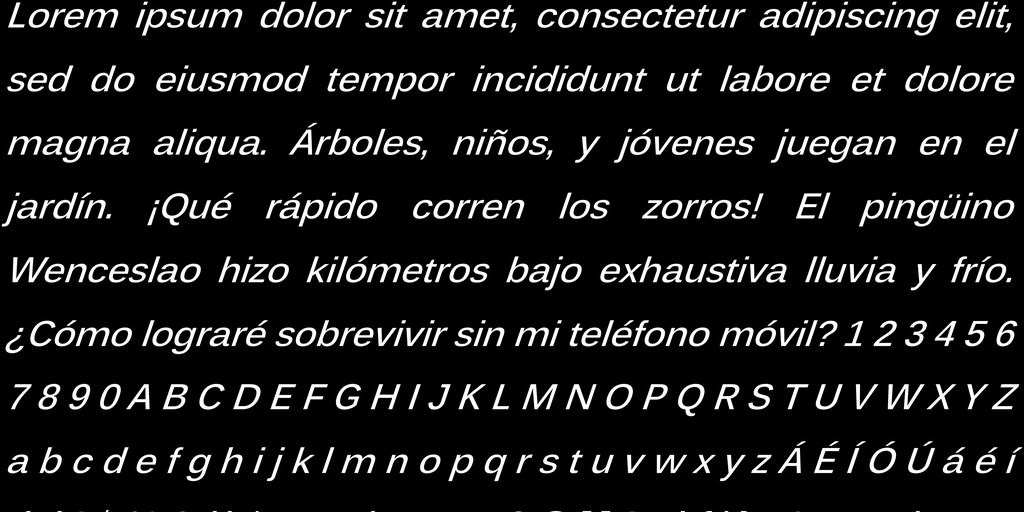 Lorem ipsum dolor sit amet, consectetur adipiscing elit,
sed do eiusmod tempor incididunt ut labore et dolore
magna aliqua. Árboles, niños, y jóvenes juegan en el
jardín. ¡Qué rápido corren los zorros! El pingüino
Wenceslao hizo kilómetros bajo exhaustiva lluvia y frío.
¿Cómo lograré sobrevivir sin mi teléfono móvil? 1 2 3 4 5 6
7 8 9 0 A B C D E F G H I J K L M N O P Q R S T U V W X Y Z
a b c d e f g h i j k l m n o p q r s t u v w x y z Á É Í Ó Ú á é í